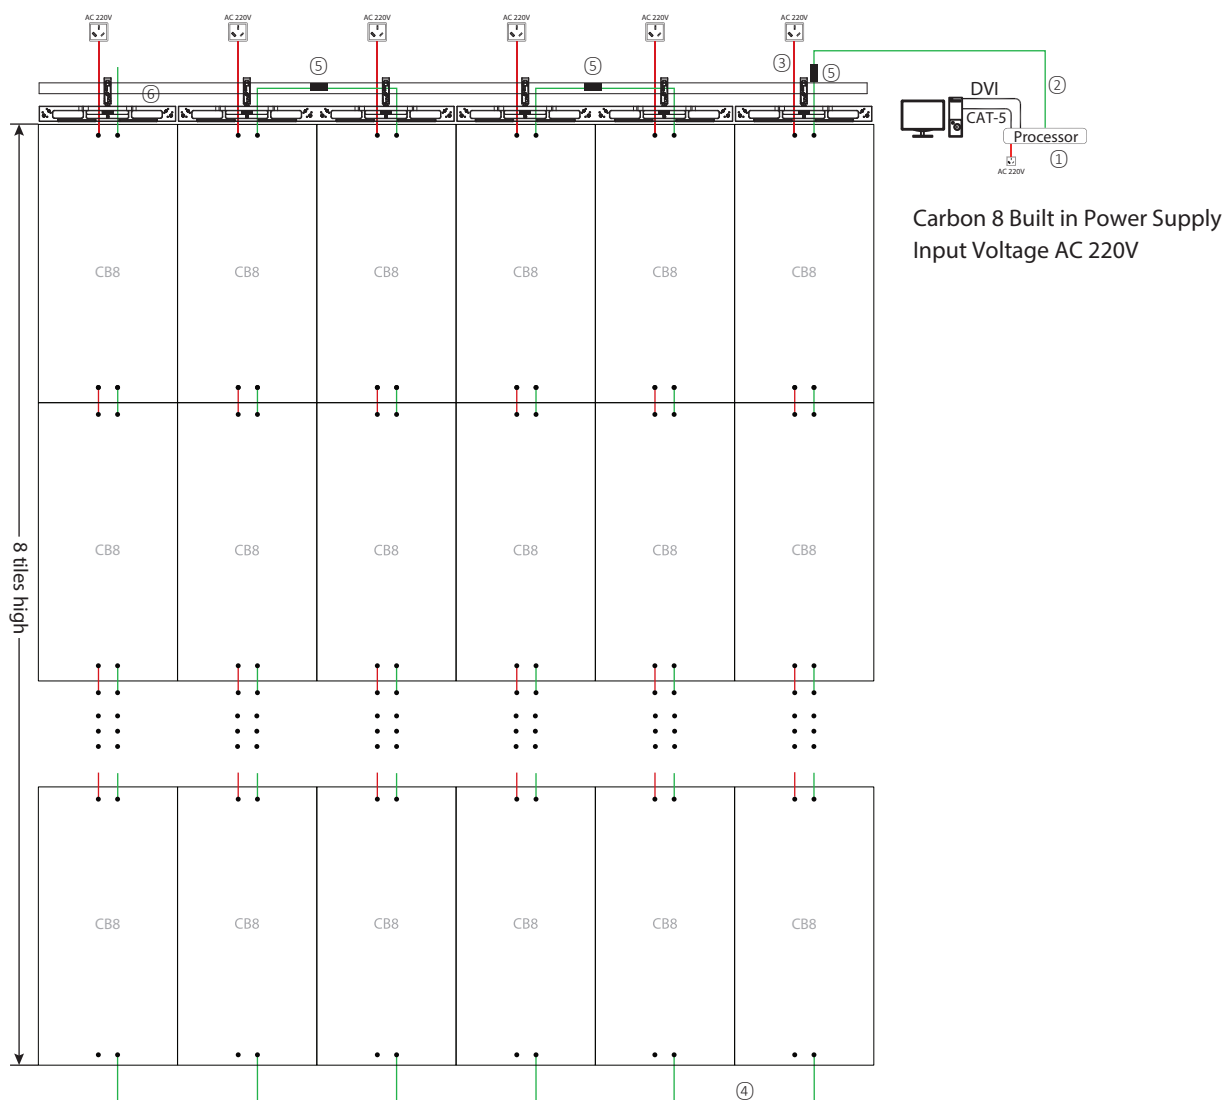 AC 220V AC 220V AC 220V AC 220V AC 220V AC 220V
③
⑤ ⑤ ⑤
⑥
②
DVI
CAT-5
Processor
①
AC 220V
Carbon 8 Built in Power Supply
Input Voltage AC 220V
CB8 CB8 CB8 CB8 CB8 CB8
CB8 CB8 CB8 CB8 CB8 CB8
8 tiles high
CB8 CB8 CB8 CB8 CB8 CB8
④